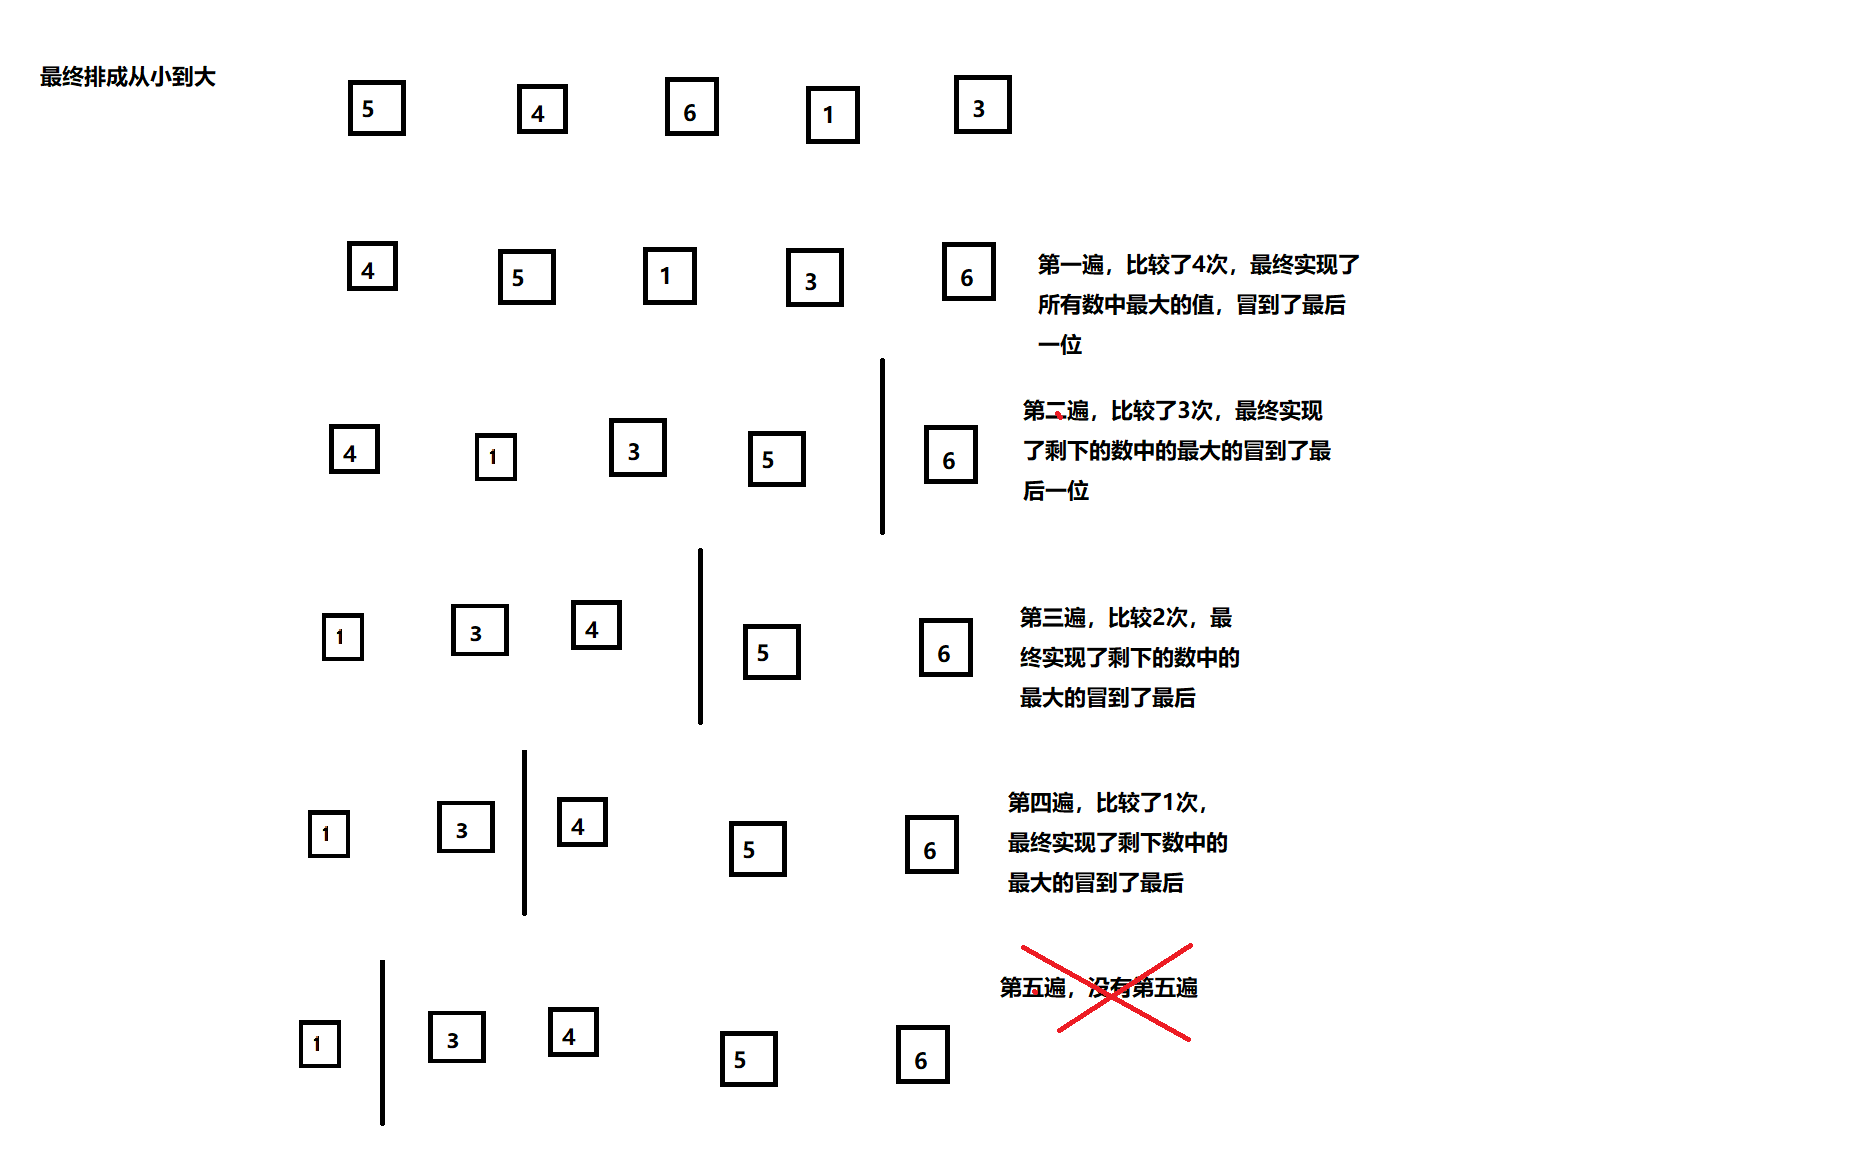 最终排成从小到大
5 4 6 1 3
4 5 1 3 6
第一遍，比较了4次，最终实现了
所有数中最大的值，冒到了最后
一位
4 1 3 5 6
第二遍，比较了3次，最终实现
了剩下的数中的最大的冒到了最
后一位
1 3 4 5 6
第三遍，比较2次，最
终实现了剩下的数中的
最大的冒到了最后
1 3 4 5 6
第四遍，比较了1次，
最终实现了剩下数中的
最大的冒到了最后
第五遍，没有第五遍
1 3 4 5 6